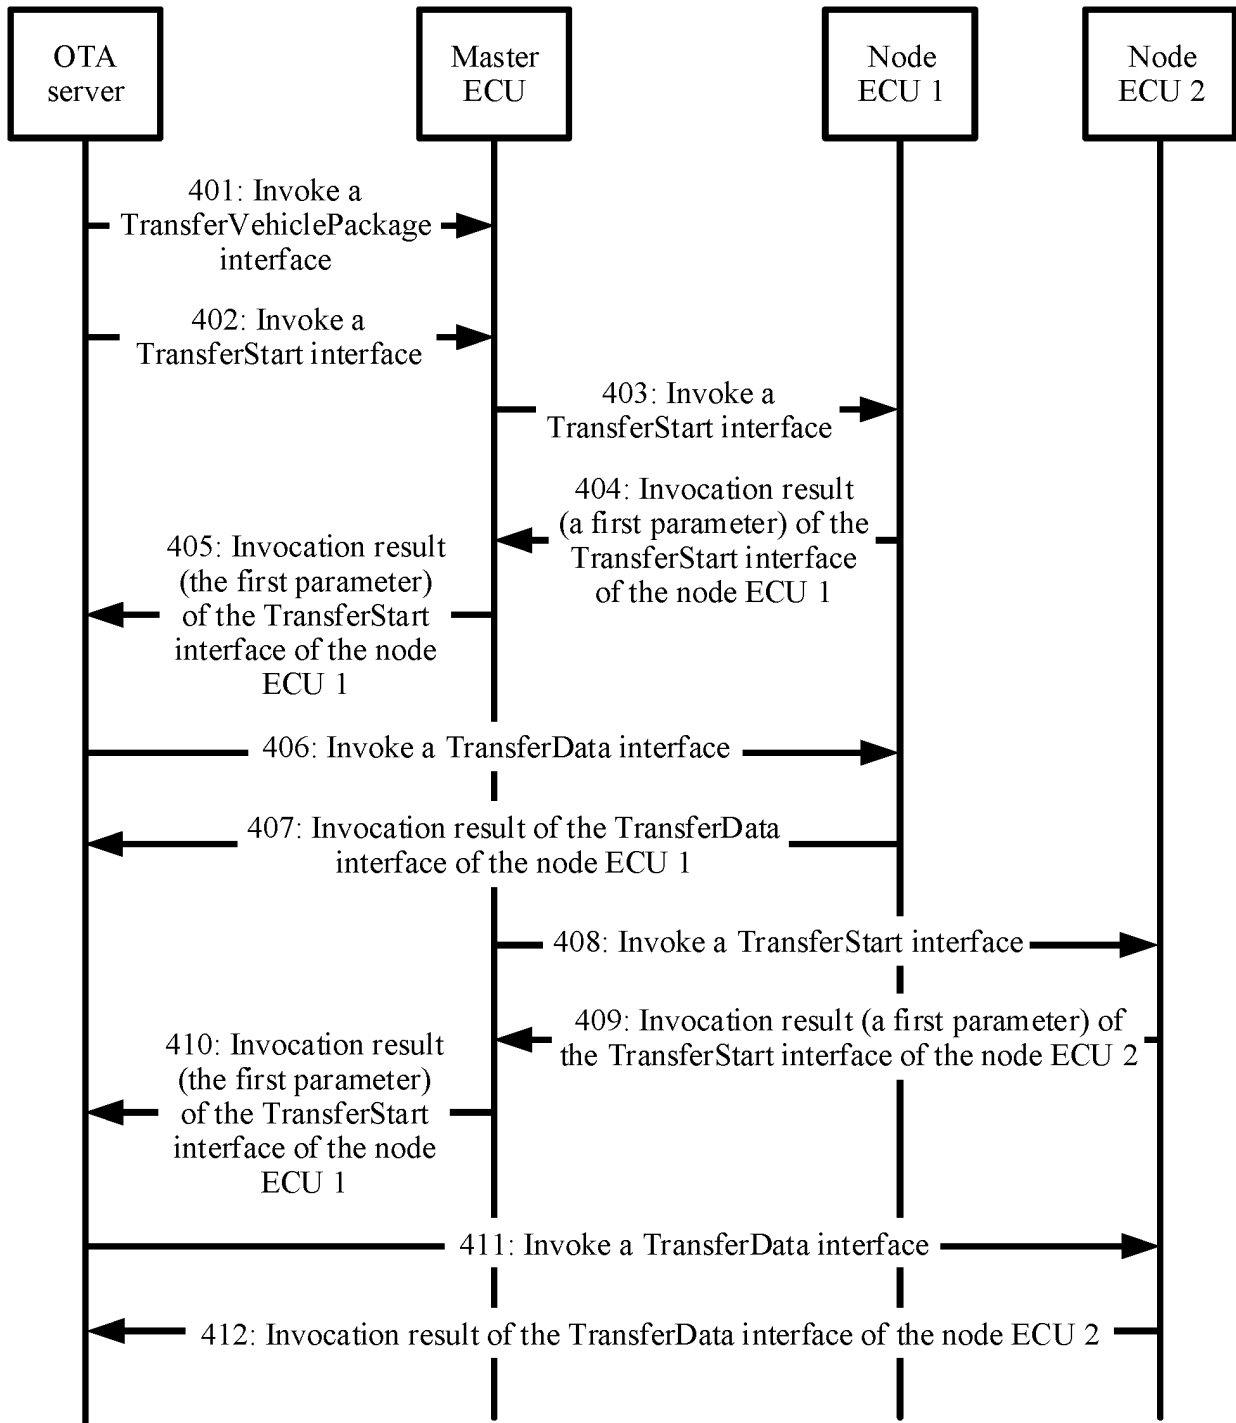 OTA
server
Master
ECU
Node
ECU 1
Node
ECU 2
401: Invoke a
TransferVehiclePackage
interface
402: Invoke a
TransferStart interface
403: Invoke a
TransferStart interface
404: Invocation result
(a first parameter) of the
TransferStart interface
of the node ECU 1
405: Invocation result
(the first parameter)
of the TransferStart
interface of the node
ECU 1
406: Invoke a TransferData interface
407: Invocation result of the TransferData
interface of the node ECU 1
408: Invoke a TransferStart interface
409: Invocation result (a first parameter) of
the TransferStart interface of the node ECU 2
410: Invocation result
(the first parameter)
of the TransferStart
interface of the node
ECU 1
411: Invoke a TransferData interface
412: Invocation result of the TransferData interface of the node ECU 2